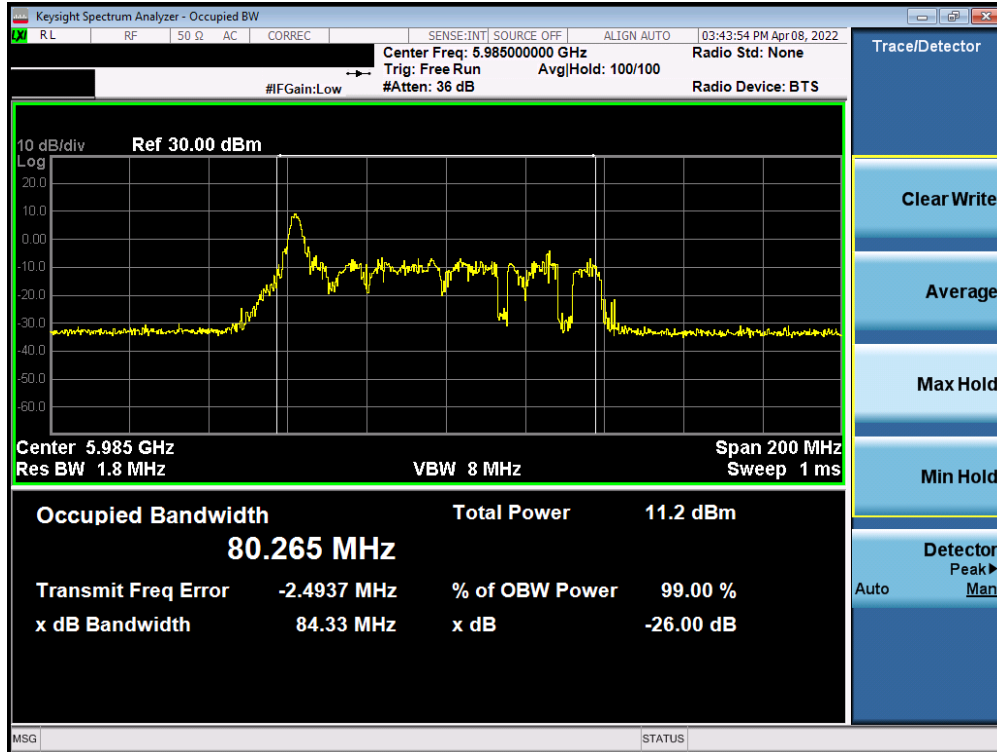 Keysight Spectrum Analyzer - Occupied BW
LXI RL RF 50 Ω AC CORREC SENSE:INT SOURCE OFF ALIGN AUTO 03:43:54 PM Apr 08, 2022
Center Freq: 5.985000000 GHz Radio Std: None
Trig: Free Run Avg|Hold: 100/100
#IFGain:Low #Atten: 36 dB Radio Device: BTS
Trace/Detector
10 dB/div Ref 30.00 dBm
Log
20.0
10.0
0.00
-10.0
-20.0
-30.0
-40.0
-50.0
-60.0
Center 5.985 GHz Span 200 MHz
Res BW 1.8 MHz VBW 8 MHz Sweep 1 ms
Occupied Bandwidth Total Power 11.2 dBm
80.265 MHz
Transmit Freq Error -2.4937 MHz % of OBW Power 99.00 %
x dB Bandwidth 84.33 MHz x dB -26.00 dB
Clear Write
Average
Max Hold
Min Hold
Detector
Peak▶
Auto Man
MSG STATUS